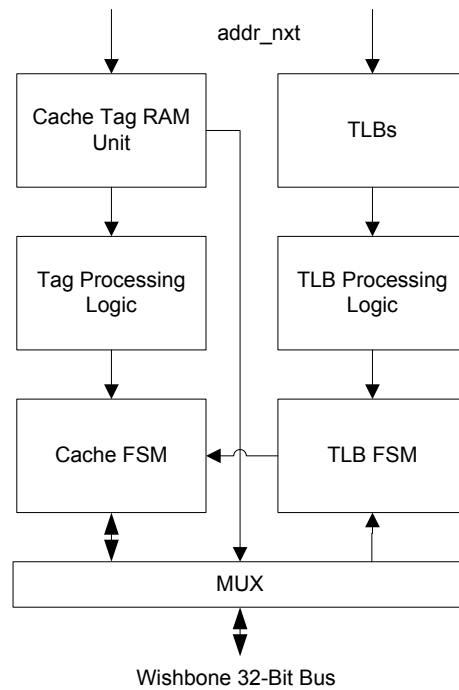 addr_nxt
Cache Tag RAM
Unit
TLBs
Tag Processing
Logic
TLB Processing
Logic
Cache FSM
TLB FSM
MUX
Wishbone 32-Bit Bus